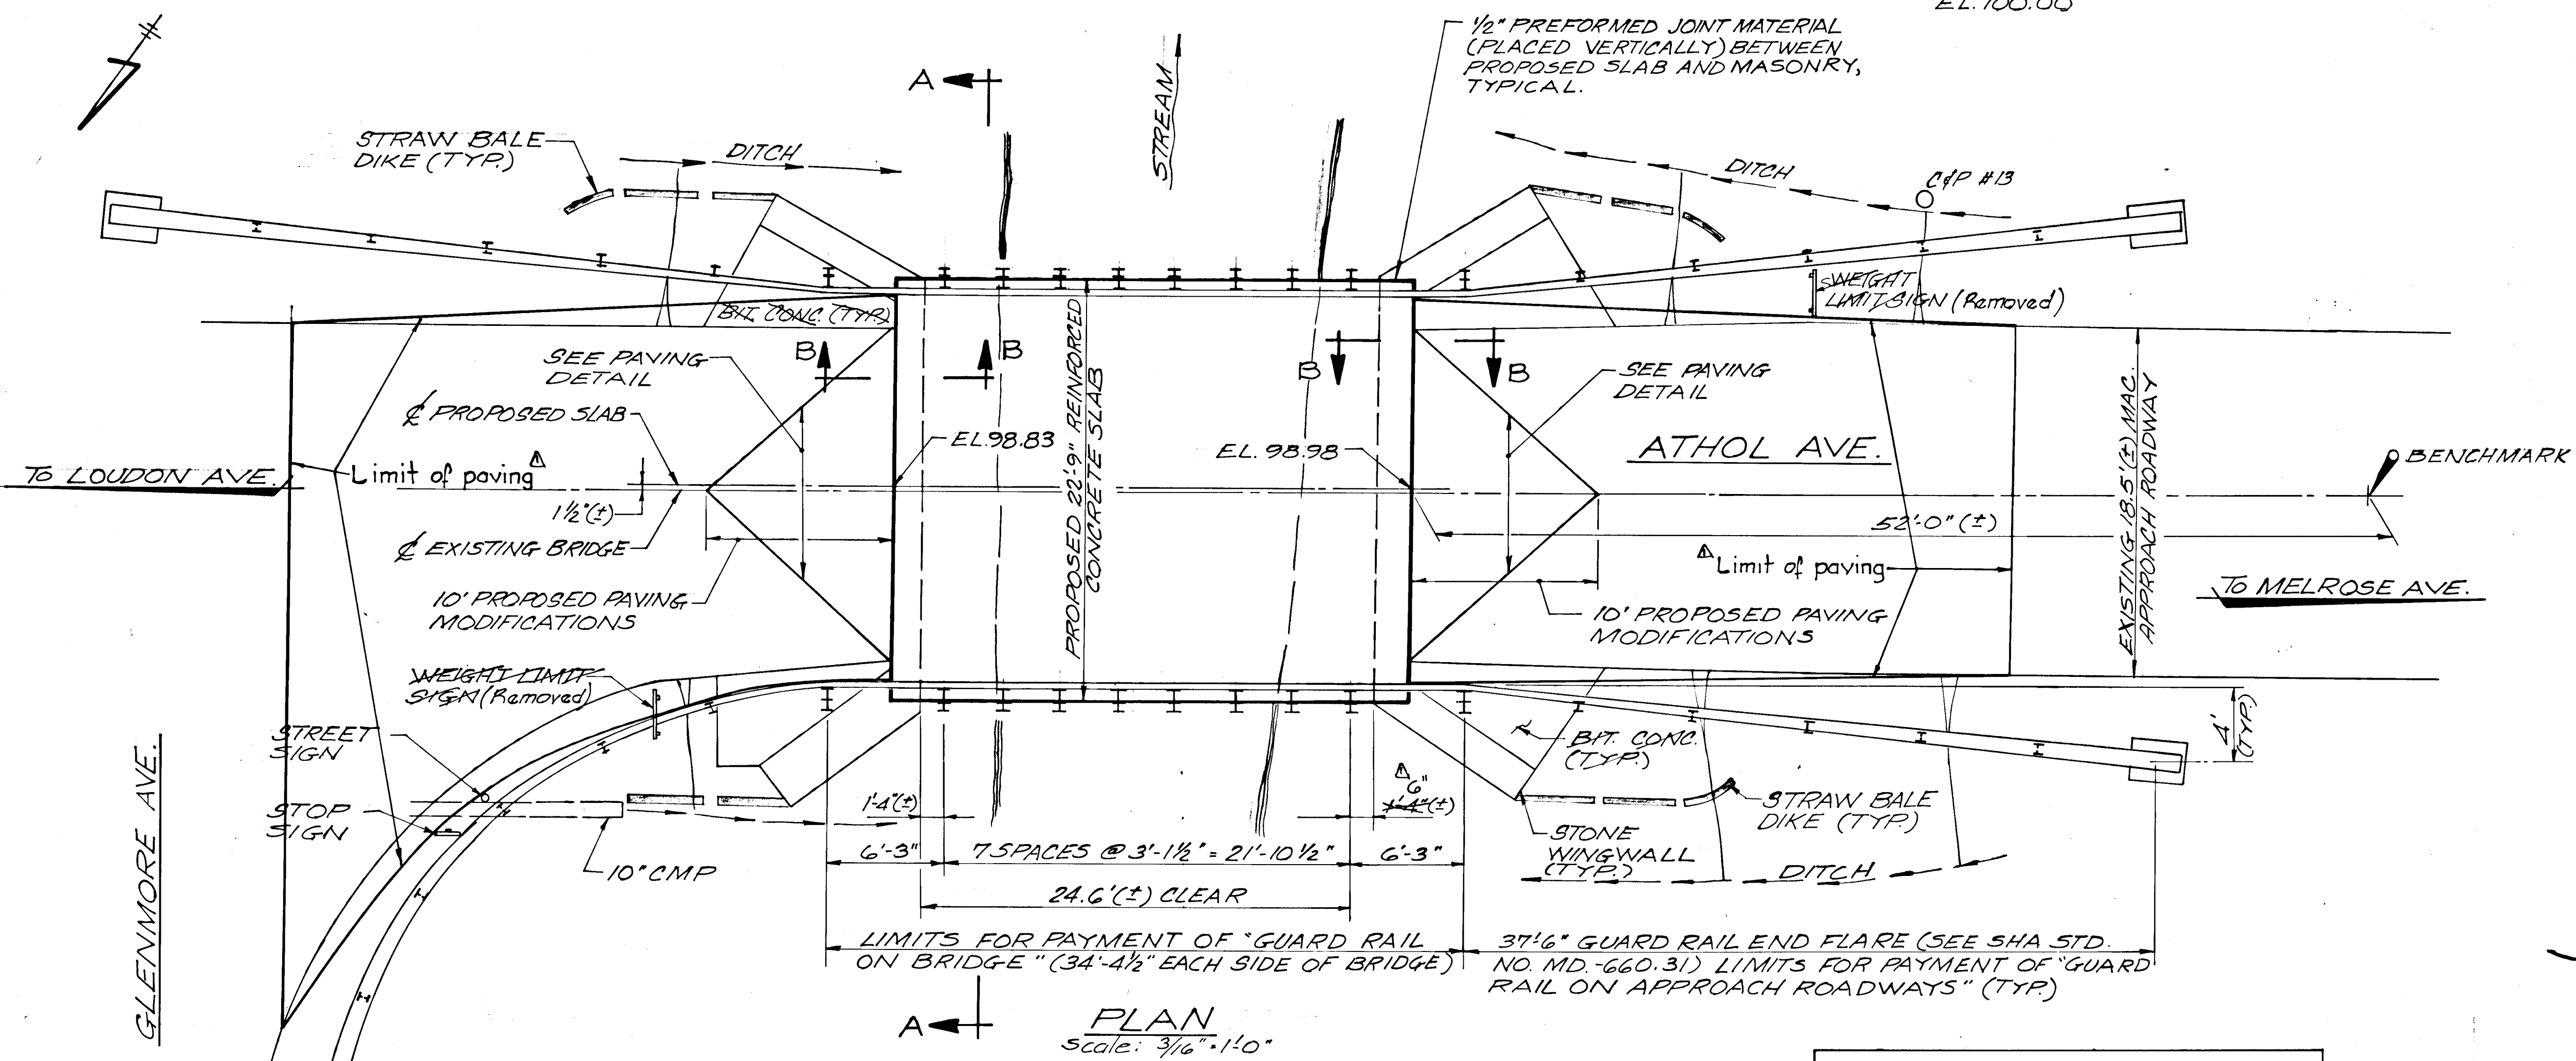 EL. 100.00
1/2" PREFORMED JOINT MATERIAL
(PLACED VERTICALLY) BETWEEN
PROPOSED SLAB AND MASONRY,
TYPICAL.
A
STREAM
STRAW BALE
DIKE (TYP.)
DITCH
DITCH
C&P #13
WEIGHT
LIMIT SIGN (Removed)
BIT. CONC. (TYP.)
B
B
B
B
SEE PAVING
DETAIL
SEE PAVING
DETAIL
℄ PROPOSED SLAB
EL. 98.83
EL. 98.98
PROPOSED 22'-9" REINFORCED
CONCRETE SLAB
ATHOL AVE.
EXISTING 18.5'(±) MAC.
APPROACH ROADWAY
BENCHMARK
TO LOUDON AVE.
Limit of paving
1
1 1/2"(±)
52'-0" (±)
℄ EXISTING BRIDGE
1
Limit of paving
TO MELROSE AVE.
10' PROPOSED PAVING
MODIFICATIONS
10' PROPOSED PAVING
MODIFICATIONS
WEIGHT LIMIT
SIGN (Removed)
STREET
SIGN
STOP
SIGN
GLENMORE AVE.
10" CMP
BIT. CONC.
(TYP.)
4'
(TYP.)
1'-4"(±)
1
6"
1'-4"(±)
STRAW BALE
DIKE (TYP.)
STONE
WINGWALL
(TYP.)
DITCH
6'-3"
7 SPACES @ 3'-1 1/2" = 21'-10 1/2"
6'-3"
24.6'(±) CLEAR
LIMITS FOR PAYMENT OF "GUARD RAIL
ON BRIDGE" (34'-4 1/2" EACH SIDE OF BRIDGE)
37'-6" GUARD RAIL END FLARE (SEE SHA STD.
NO. MD.-660.31) LIMITS FOR PAYMENT OF "GUARD
RAIL ON APPROACH ROADWAYS" (TYP.)
A
PLAN
Scale: 3/16" = 1'-0"